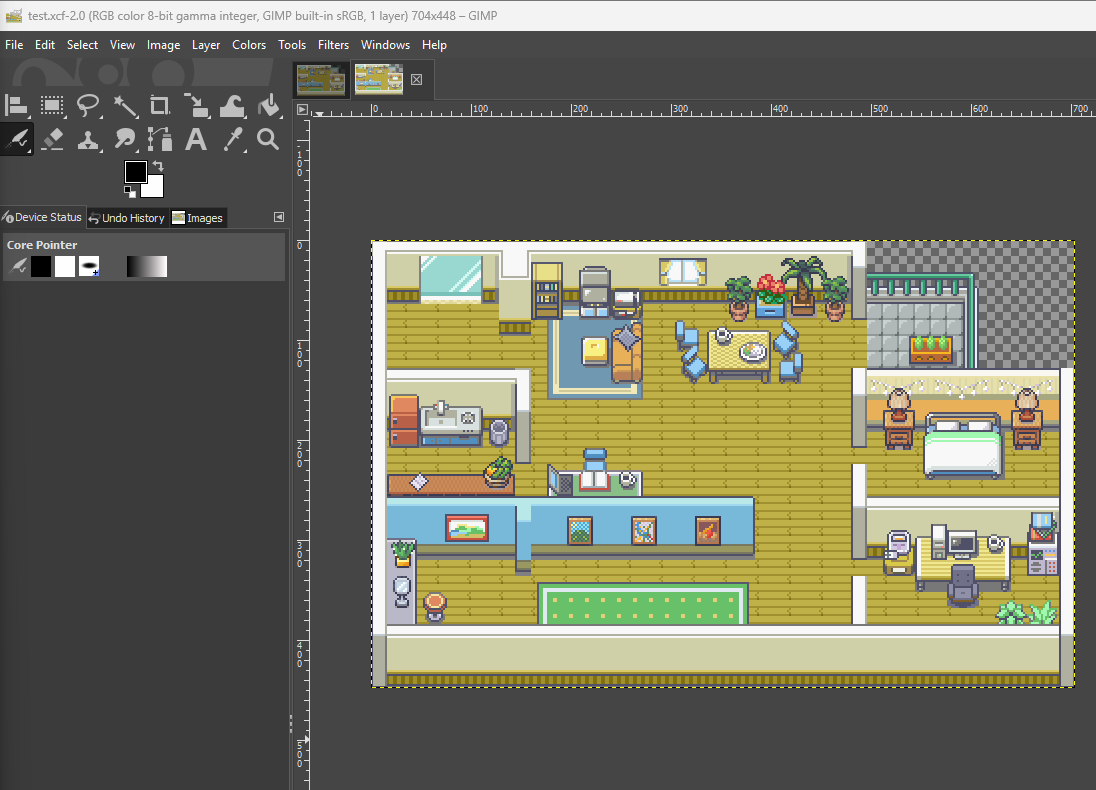 test.xcf-2.0 (RGB color 8-bit gamma integer, GIMP built-in sRGB, 1 layer) 704x448 – GIMP
File Edit Select View Image Layer Colors Tools Filters Windows Help
0 100 200 300 400 500 600 700
Device Status Undo History Images
Core Pointer
100
0
100
200
300
400
500